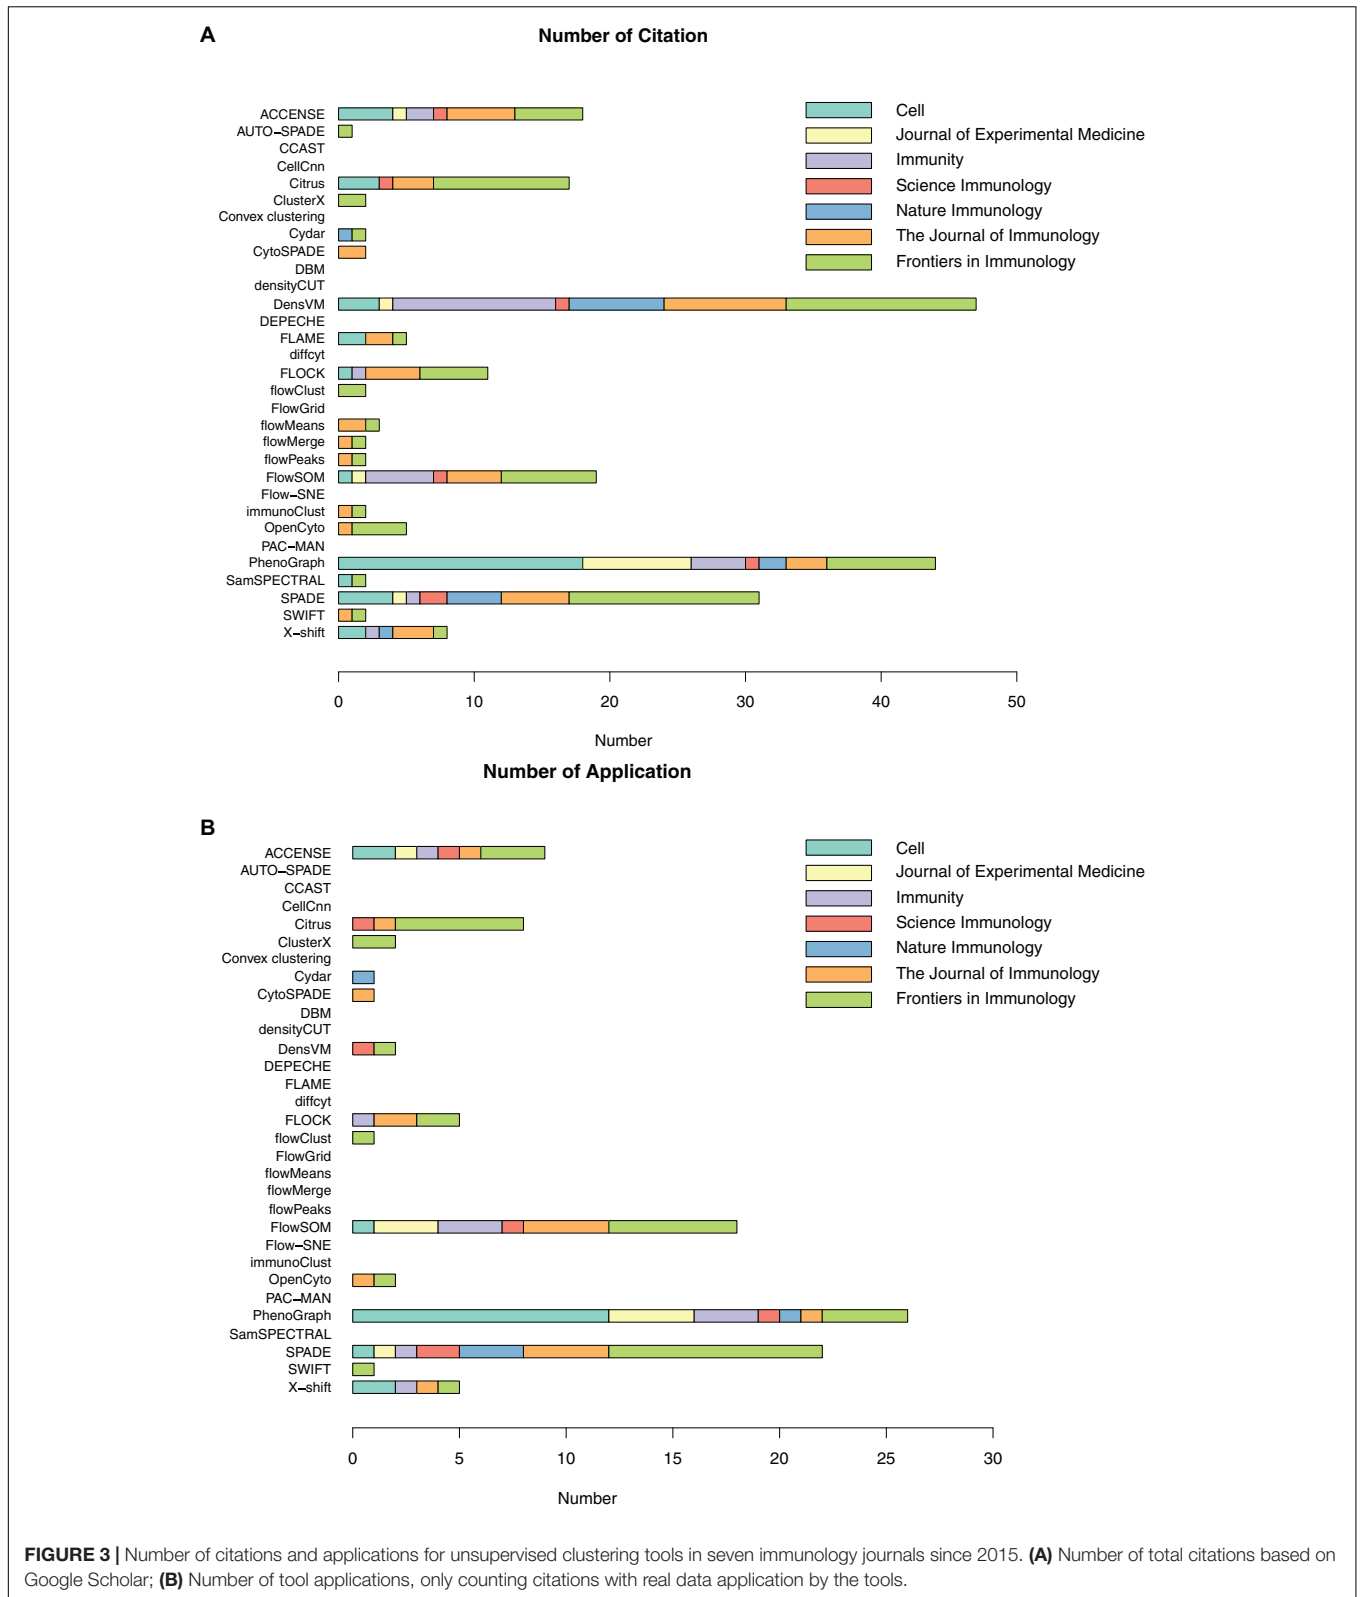 A
Number of Citation
ACCENSE
AUTO−SPADE
CCAST
CellCnn
Citrus
ClusterX
Convex clustering
Cydar
CytoSPADE
DBM
densityCUT
DensVM
DEPECHE
FLAME
diffcyt
FLOCK
flowClust
FlowGrid
flowMeans
flowMerge
flowPeaks
FlowSOM
Flow−SNE
immunoClust
OpenCyto
PAC−MAN
PhenoGraph
SamSPECTRAL
SPADE
SWIFT
X−shift
Cell
Journal of Experimental Medicine
Immunity
Science Immunology
Nature Immunology
The Journal of Immunology
Frontiers in Immunology
0 10 20 30 40 50
Number
Number of Application
B
ACCENSE
AUTO−SPADE
CCAST
CellCnn
Citrus
ClusterX
Convex clustering
Cydar
CytoSPADE
DBM
densityCUT
DensVM
DEPECHE
FLAME
diffcyt
FLOCK
flowClust
FlowGrid
flowMeans
flowMerge
flowPeaks
FlowSOM
Flow−SNE
immunoClust
OpenCyto
PAC−MAN
PhenoGraph
SamSPECTRAL
SPADE
SWIFT
X−shift
Cell
Journal of Experimental Medicine
Immunity
Science Immunology
Nature Immunology
The Journal of Immunology
Frontiers in Immunology
0 5 10 15 20 25 30
Number
FIGURE 3 | Number of citations and applications for unsupervised clustering tools in seven immunology journals since 2015. (A) Number of total citations based on
Google Scholar; (B) Number of tool applications, only counting citations with real data application by the tools.